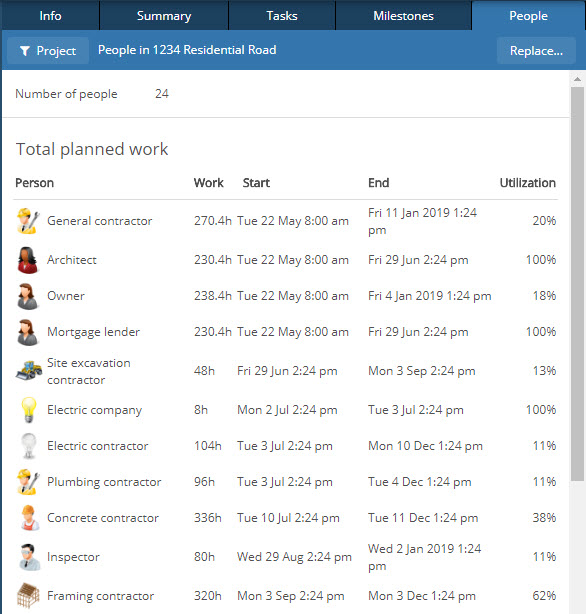 Info Summary Tasks Milestones People
Project People in 1234 Residential Road Replace...
Number of people 24
Total planned work
Person Work Start End Utilization
General contractor 270.4h Tue 22 May 8:00 am Fri 11 Jan 2019 1:24 pm 20%
Architect 230.4h Tue 22 May 8:00 am Fri 29 Jun 2:24 pm 100%
Owner 238.4h Tue 22 May 8:00 am Fri 4 Jan 2019 1:24 pm 18%
Mortgage lender 230.4h Tue 22 May 8:00 am Fri 29 Jun 2:24 pm 100%
Site excavation contractor 48h Fri 29 Jun 2:24 pm Mon 3 Sep 2:24 pm 13%
Electric company 8h Mon 2 Jul 2:24 pm Tue 3 Jul 2:24 pm 100%
Electric contractor 104h Tue 3 Jul 2:24 pm Mon 10 Dec 1:24 pm 11%
Plumbing contractor 96h Tue 3 Jul 2:24 pm Tue 4 Dec 1:24 pm 11%
Concrete contractor 336h Tue 10 Jul 2:24 pm Tue 11 Dec 1:24 pm 38%
Inspector 80h Wed 29 Aug 2:24 pm Wed 2 Jan 2019 1:24 pm 11%
Framing contractor 320h Mon 3 Sep 2:24 pm Mon 3 Dec 1:24 pm 62%